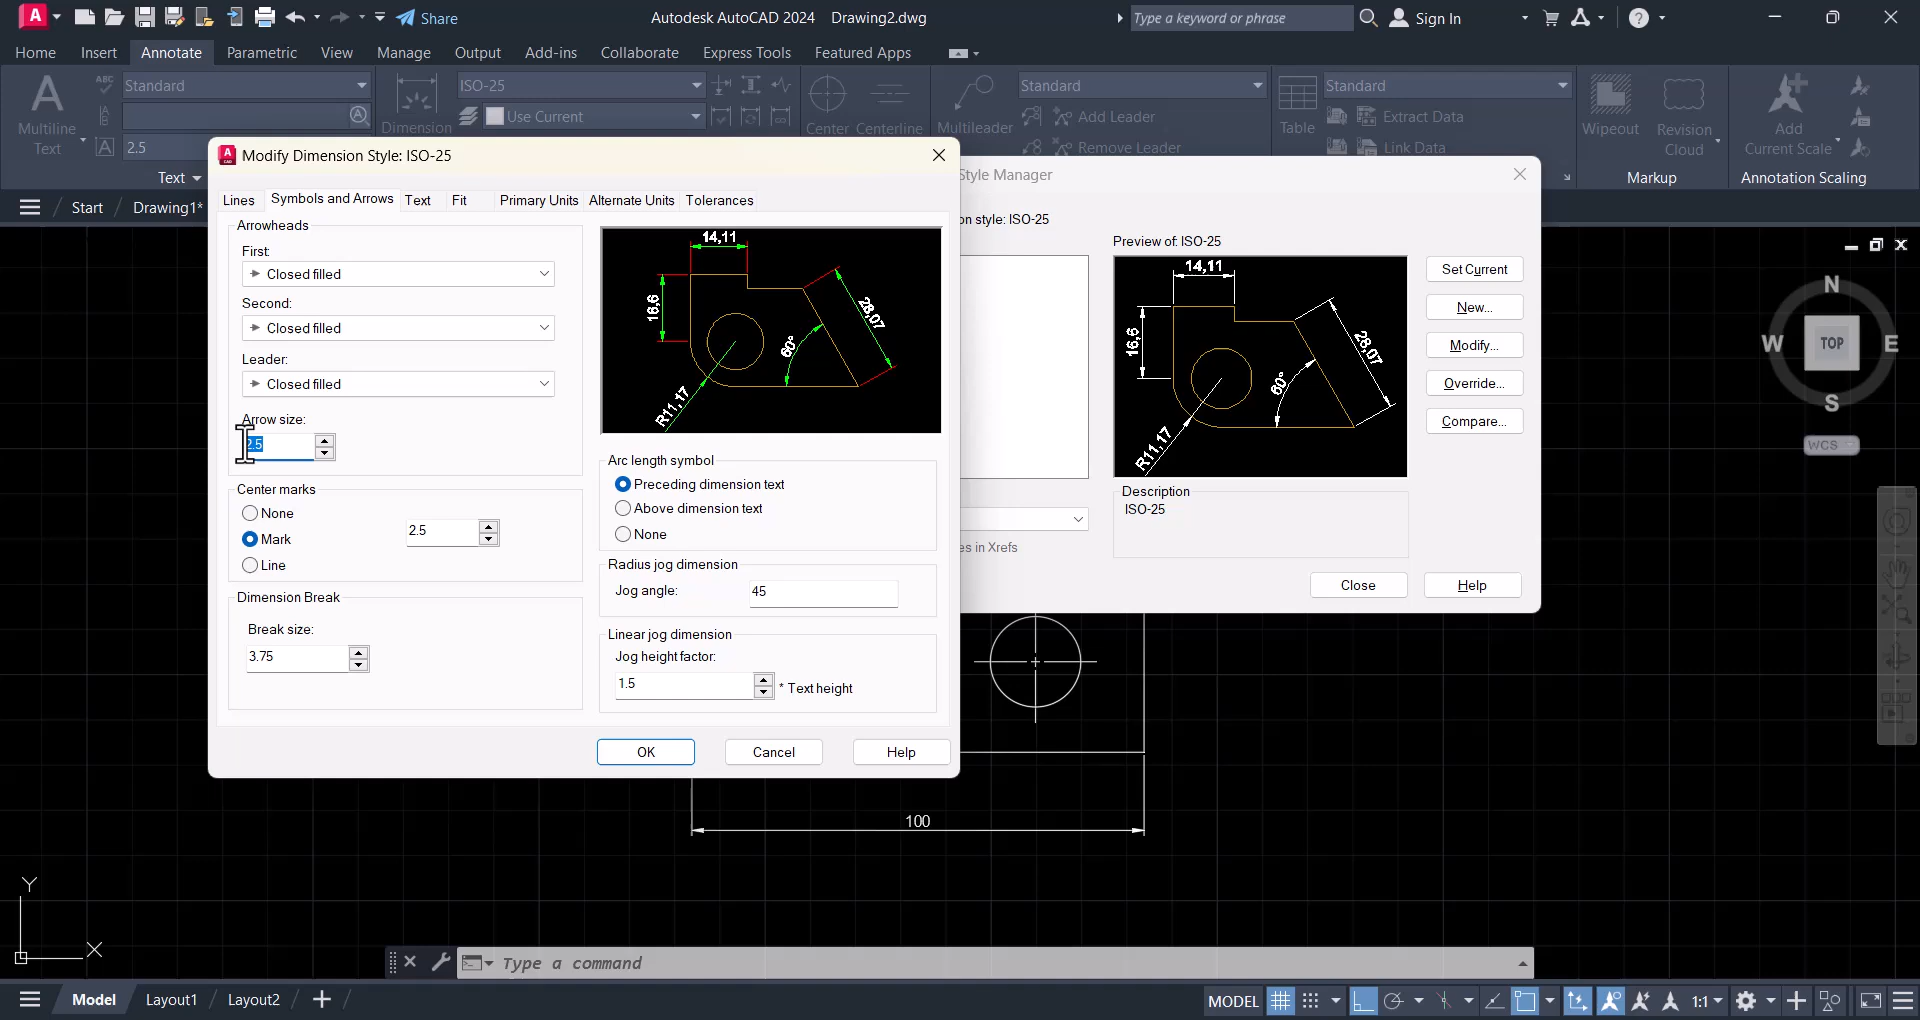 Share
Autodesk AutoCAD 2024 Drawing2.dwg
Type a keyword or phrase
Sign In
Home Insert Annotate Parametric View Manage Output Add-ins Collaborate Express Tools Featured Apps
Multiline
Text
ABC
Standard
2.5
Text
Dimension
ISO-25
Use Current
Center Centerline
Multileader
Standard
Add Leader
Remove Leader
Table
Standard
Extract Data
Link Data
Wipeout
Revision
Cloud
Markup
Add
Current Scale
Annotation Scaling
Start Drawing1*
Modify Dimension Style: ISO-25
Lines Symbols and Arrows Text Fit Primary Units Alternate Units Tolerances
Arrowheads
First:
Closed filled
Second:
Closed filled
Leader:
Closed filled
Arrow size:
2.5
Center marks
None
Mark
Line
2.5
Dimension Break
Break size:
3.75
14,11
16,6
28,07
60°
R11,17
Arc length symbol
Preceding dimension text
Above dimension text
None
Radius jog dimension
Jog angle:
45
Linear jog dimension
Jog height factor:
1.5
* Text height
OK Cancel Help
Style Manager
on style: ISO-25
Preview of: ISO-25
14,11
16,6
28,07
60°
R11,17
Set Current
New...
Modify...
Override...
Compare...
Description
ISO-25
es in Xrefs
Close Help
N
W TOP E
S
WCS
100
Y
X
Type a command
Model Layout1 Layout2
MODEL
1:1